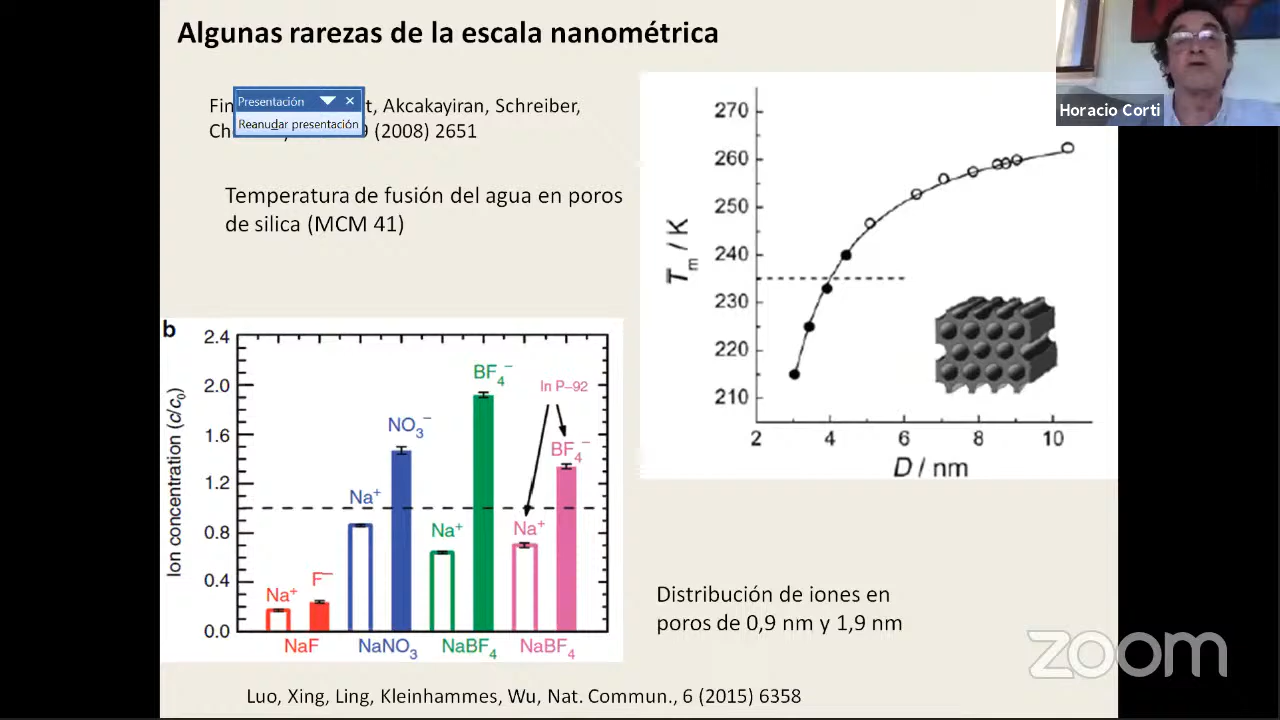 Algunas rarezas de la escala nanométrica
Horacio Corti
Presentación
Reanudar presentación
Fin t, Akcakayiran, Schreiber,
Ch 9 (2008) 2651
Temperatura de fusión del agua en poros
de silica (MCM 41)
270
260
250
240
230
220
210
2 4 6 8 10
Tm / K
D / nm
b
Ion concentration (c/c0)
2.4
2.0
1.6
1.2
0.8
0.4
0.0
Na+ F−
Na+ NO3−
Na+ BF4−
In P–92
Na+ BF4−
NaF NaNO3 NaBF4 NaBF4
Distribución de iones en
poros de 0,9 nm y 1,9 nm
Luo, Xing, Ling, Kleinhammes, Wu, Nat. Commun., 6 (2015) 6358
zoom